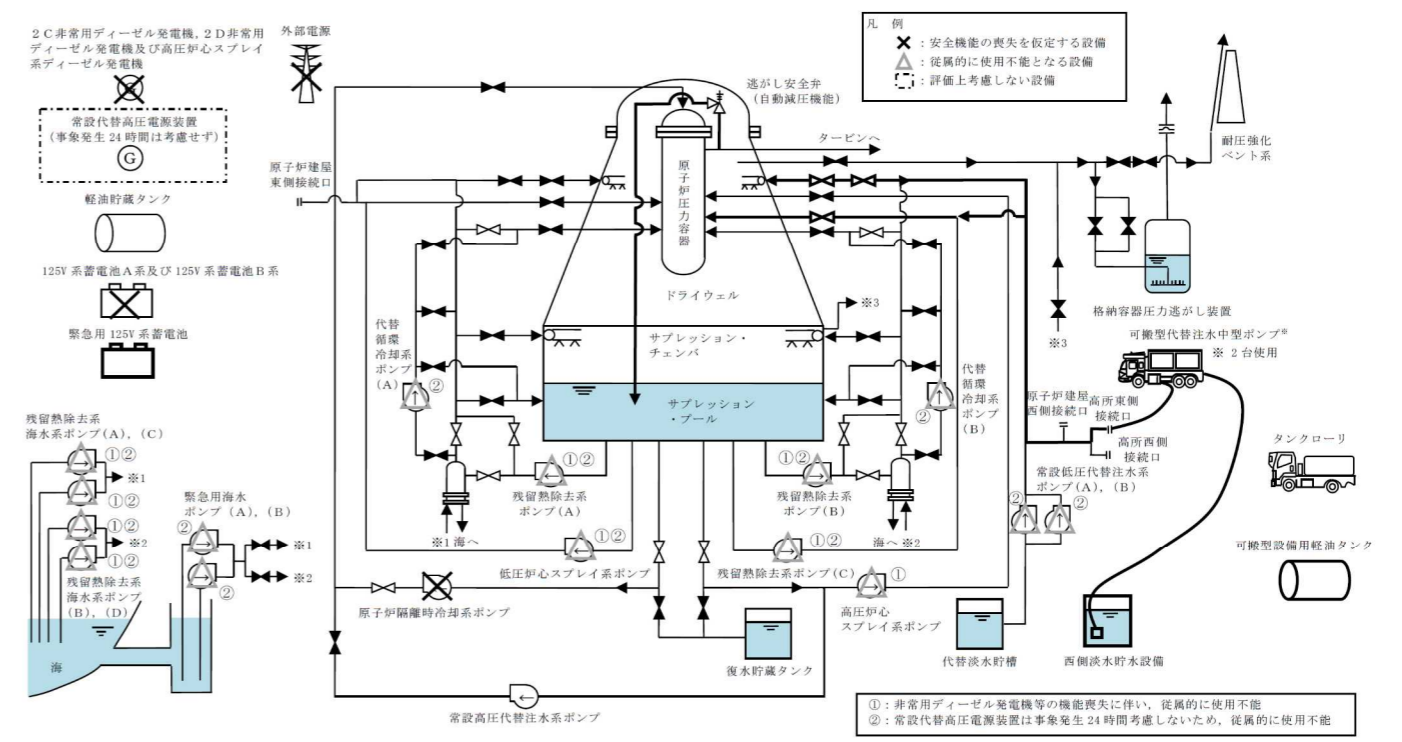 2C非常用ディーゼル発電機，2D非常用
ディーゼル発電機及び高圧炉心スプレイ
系ディーゼル発電機
G
外部電源
常設代替高圧電源装置
（事象発生24時間は考慮せず）
G
軽油貯蔵タンク
125V系蓄電池A系及び125V系蓄電池B系
緊急用125V系蓄電池
凡　例
：安全機能の喪失を仮定する設備
：従属的に使用不能となる設備
：評価上考慮しない設備
逃がし安全弁
（自動減圧機能）
タービンへ
原子炉建屋
東側接続口
原子炉圧力容器
耐圧強化
ベント系
ドライウェル
※3
サプレッション・
チェンバ
サプレッション
・プール
代替
循環
冷却系
ポンプ
(A)
②
代替
循環
冷却系
ポンプ
(B)
②
※3
格納容器圧力逃がし装置
可搬型代替注水中型ポンプ※
※ 2台使用
原子炉建屋
西側接続口
高所東側
接続口
高所西側
接続口
タンクローリ
可搬型設備用軽油タンク
残留熱除去系
海水系ポンプ(A)，(C)
①②
※1
①②
①②
※2
①②
残留熱除去系
海水系ポンプ
(B)，(D)
海
緊急用海水
ポンプ (A)，(B)
②
※1
※2
②
①②
残留熱除去系
ポンプ(A)
※1
海へ
①②
残留熱除去系
ポンプ(B)
海へ
※2
①②
低圧炉心スプレイ系ポンプ
①②
残留熱除去系ポンプ(C)
常設低圧代替注水系
ポンプ(A)，(B)
②
②
原子炉隔離時冷却系ポンプ
①
高圧炉心
スプレイ系ポンプ
復水貯蔵タンク
代替淡水貯槽
西側淡水貯水設備
常設高圧代替注水系ポンプ
①：非常用ディーゼル発電機等の機能喪失に伴い，従属的に使用不能
②：常設代替高圧電源装置は事象発生24時間考慮しないため，従属的に使用不能